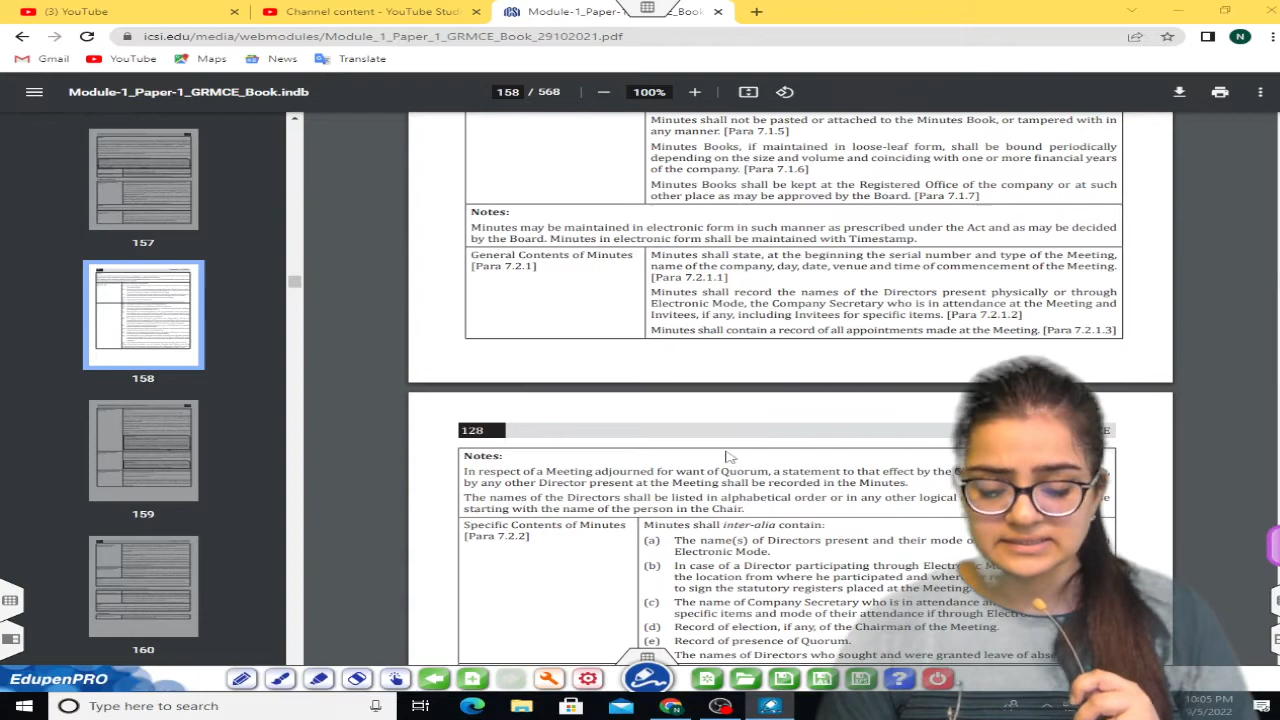 (3) YouTube
Channel content - YouTube Stud
Module-1_Paper-1_GRMCE_Book
icsi.edu/media/webmodules/Module_1_Paper_1_GRMCE_Book_29102021.pdf
N
Gmail
YouTube
Maps
News
Translate
Module-1_Paper-1_GRMCE_Book.indb
158 / 568
100%
157
158
159
160
Minutes shall not be pasted or attached to the Minutes Book, or tampered with in
any manner. [Para 7.1.5]
Minutes Books, if maintained in loose-leaf form, shall be bound periodically
depending on the size and volume and coinciding with one or more financial years
of the company. [Para 7.1.6]
Minutes Books shall be kept at the Registered Office of the company or at such
other place as may be approved by the Board. [Para 7.1.7]
Notes:
Minutes may be maintained in electronic form in such manner as prescribed under the Act and as may be decided
by the Board. Minutes in electronic form shall be maintained with Timestamp.
General Contents of Minutes
[Para 7.2.1]
Minutes shall state, at the beginning the serial number and type of the Meeting,
name of the company, day, date, venue and time of commencement of the Meeting.
[Para 7.2.1.1]
Minutes shall record the names of the Directors present physically or through
Electronic Mode, the Company Secretary who is in attendance at the Meeting and
Invitees, if any, including Invitees for specific items. [Para 7.2.1.2]
Minutes shall contain a record of all appointments made at the Meeting. [Para 7.2.1.3]
128
CE
Notes:
In respect of a Meeting adjourned for want of Quorum, a statement to that effect by the
by any other Director present at the Meeting shall be recorded in the Minutes.
The names of the Directors shall be listed in alphabetical order or in any other logical
starting with the name of the person in the Chair.
Specific Contents of Minutes
[Para 7.2.2]
Minutes shall inter-alia contain:
(a) The name(s) of Directors present and their mode
Electronic Mode.
(b) In case of a Director participating through
the location from where he participated and
to sign the statutory registers placed at the Meeting
(c) The name of Company Secretary who is in attendance
specific items and mode of their attendance if through
(d) Record of election, if any, of the Chairman of the Meeting.
(e) Record of presence of Quorum.
The names of Directors who sought and were granted leave of
EdupenPRO
Type here to search
10:05 PM
9/5/2022